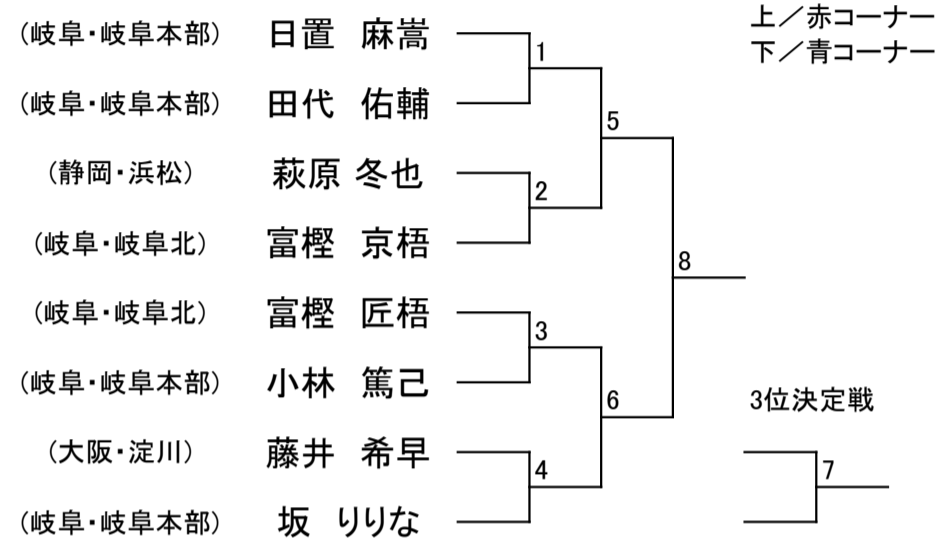 (岐阜・岐阜本部) 日置 麻嵩
(岐阜・岐阜本部) 田代 佑輔
(静岡・浜松) 萩原 冬也
(岐阜・岐阜北) 富樫 京梧
(岐阜・岐阜北) 富樫 匠梧
(岐阜・岐阜本部) 小林 篤己
(大阪・淀川) 藤井 希早
(岐阜・岐阜本部) 坂 りりな
1
2
3
4
5
6
8
上／赤コーナー
下／青コーナー
3位決定戦
7